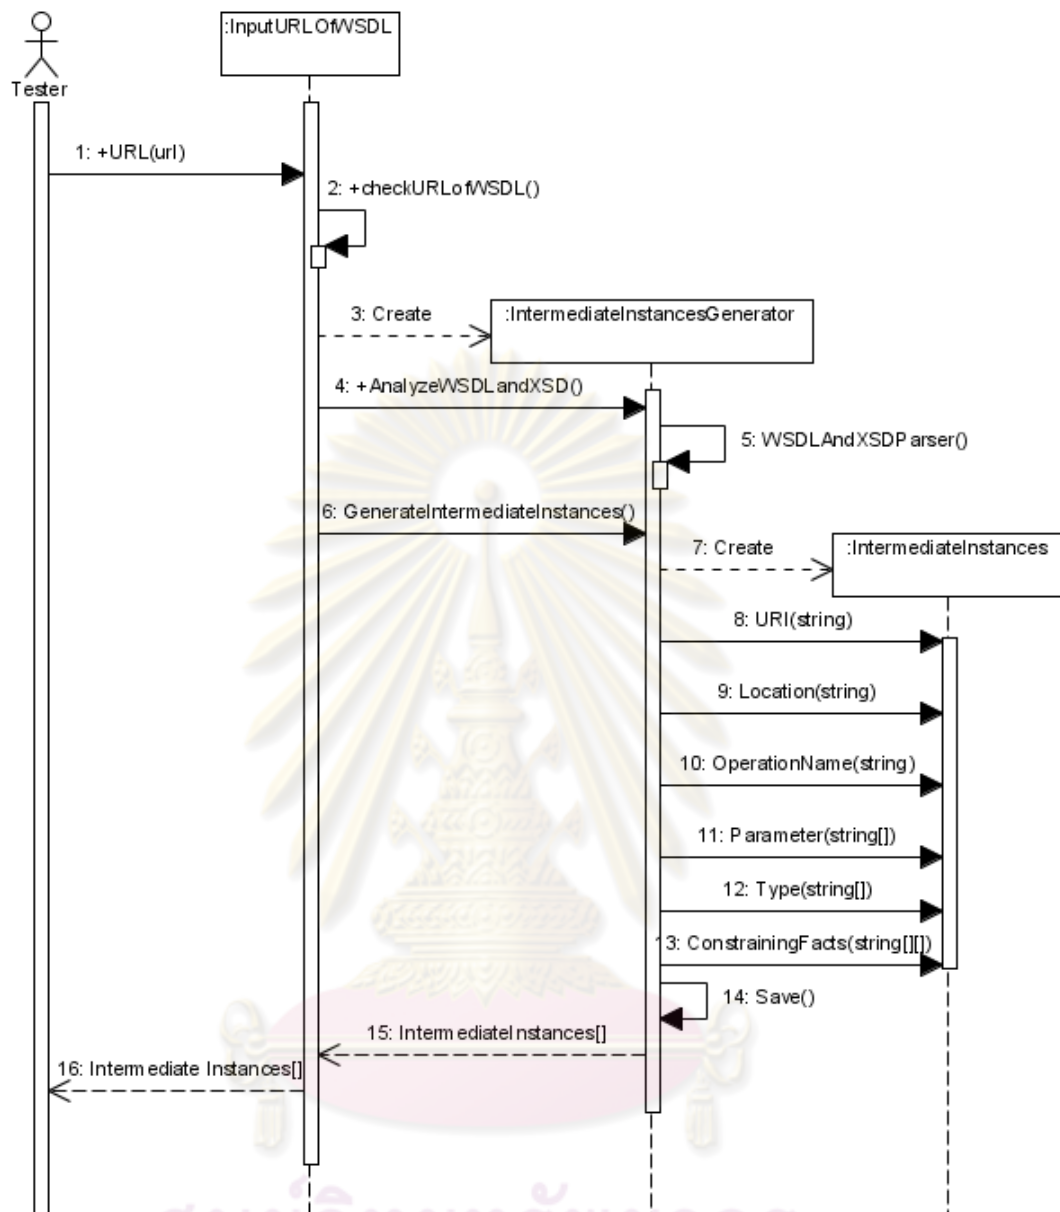 :InputURLOfWSDL
Tester
1: +URL(url)
2: +checkURLofWSDL()
3: Create
:IntermediateInstancesGenerator
4: +AnalyzeWSDLandXSD()
5: WSDLAndXSDParser()
6: GenerateIntermediateInstances()
7: Create
:IntermediateInstances
8: URI(string)
9: Location(string)
10: OperationName(string)
11: Parameter(string[])
12: Type(string[])
13: ConstrainingFacts(string[][])
14: Save()
15: IntermediateInstances[]
16: Intermediate Instances[]